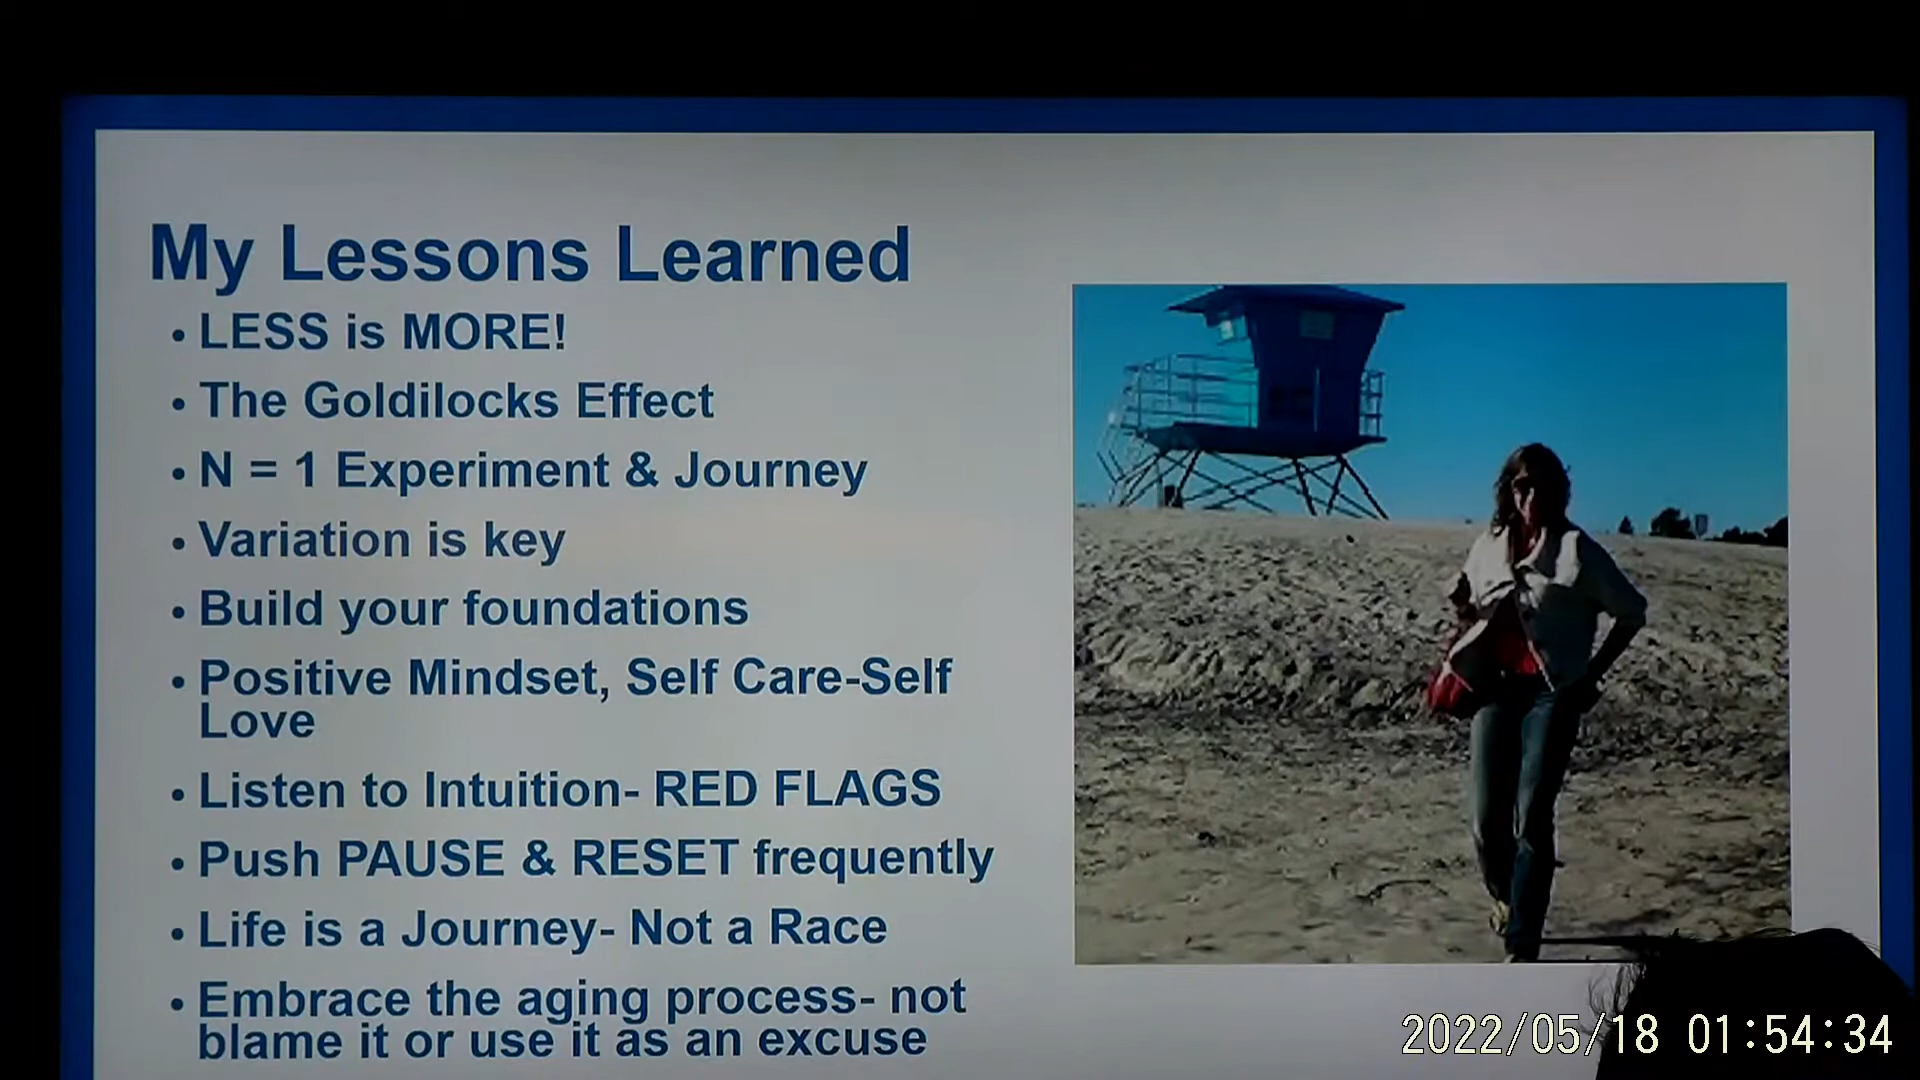 My Lessons Learned
• LESS is MORE!
• The Goldilocks Effect
• N = 1 Experiment & Journey
• Variation is key
• Build your foundations
• Positive Mindset, Self Care-Self
Love
• Listen to Intuition- RED FLAGS
• Push PAUSE & RESET frequently
• Life is a Journey- Not a Race
• Embrace the aging process- not
blame it or use it as an excuse
2022/05/18 01:54:34